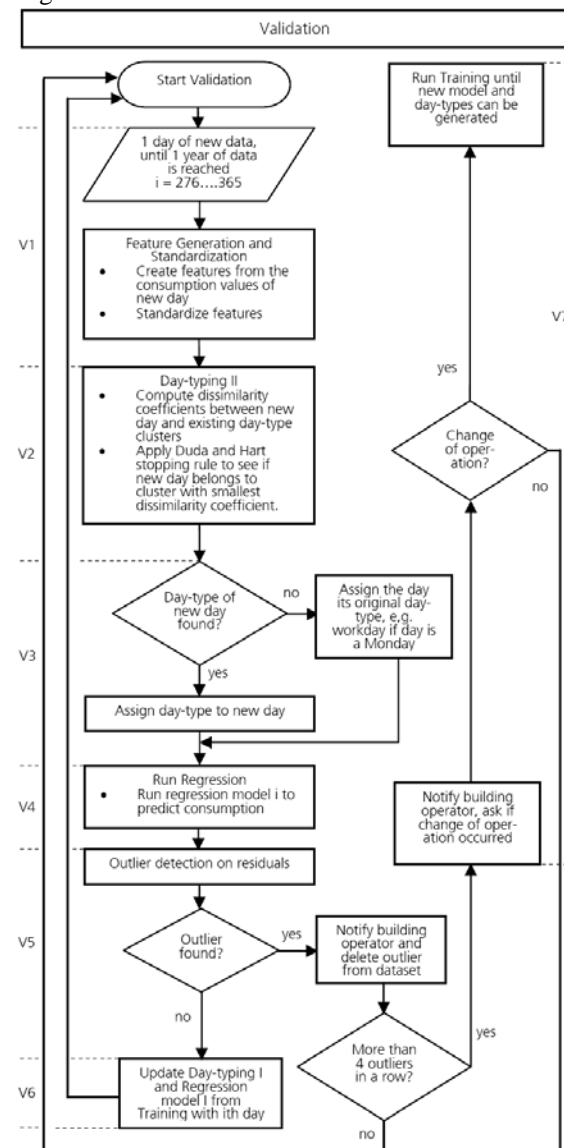 Validation
Start Validation
1 day of new data,
until 1 year of data
is reached
i = 276....365
V1
Feature Generation and
Standardization
• Create features from the
consumption values of
new day
• Standardize features
V2
Day-typing II
• Compute dissimilarity
coefficients between new
day and existing day-type
clusters
• Apply Duda and Hart
stopping rule to see if
new day belongs to
cluster with smallest
dissimilarity coefficient.
V3
Day-type of
new day
found?
no
Assign the day
its original day-
type, e.g.
workday if day is
a Monday
yes
Assign day-type to new day
V4
Run Regression
• Run regression model i to
predict consumption
V5
Outlier detection on residuals
Outlier
found?
yes
Notify building
operator and
delete outlier
from dataset
no
More than
4 outliers
in a row?
yes
no
V6
Update Day-typing I
and Regression
model I from
Training with ith day
Notify building
operator, ask if
change of oper-
ation occurred
Change
of oper-
ation?
no
yes
Run Training until
new model and
day-types can be
generated